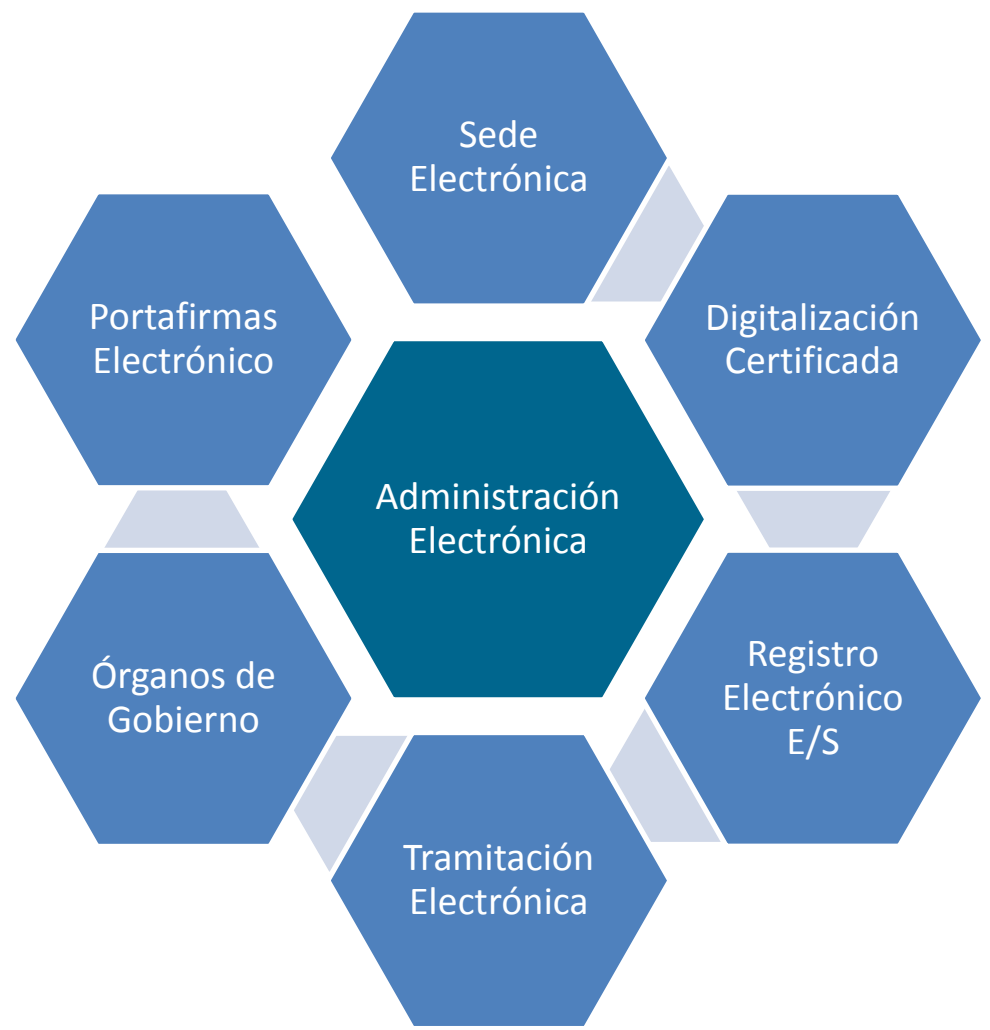 Sede
Electrónica
Digitalización
Certificada
Registro
Electrónico
E/S
Tramitación
Electrónica
Órganos de
Gobierno
Portafirmas
Electrónico
Administración
Electrónica